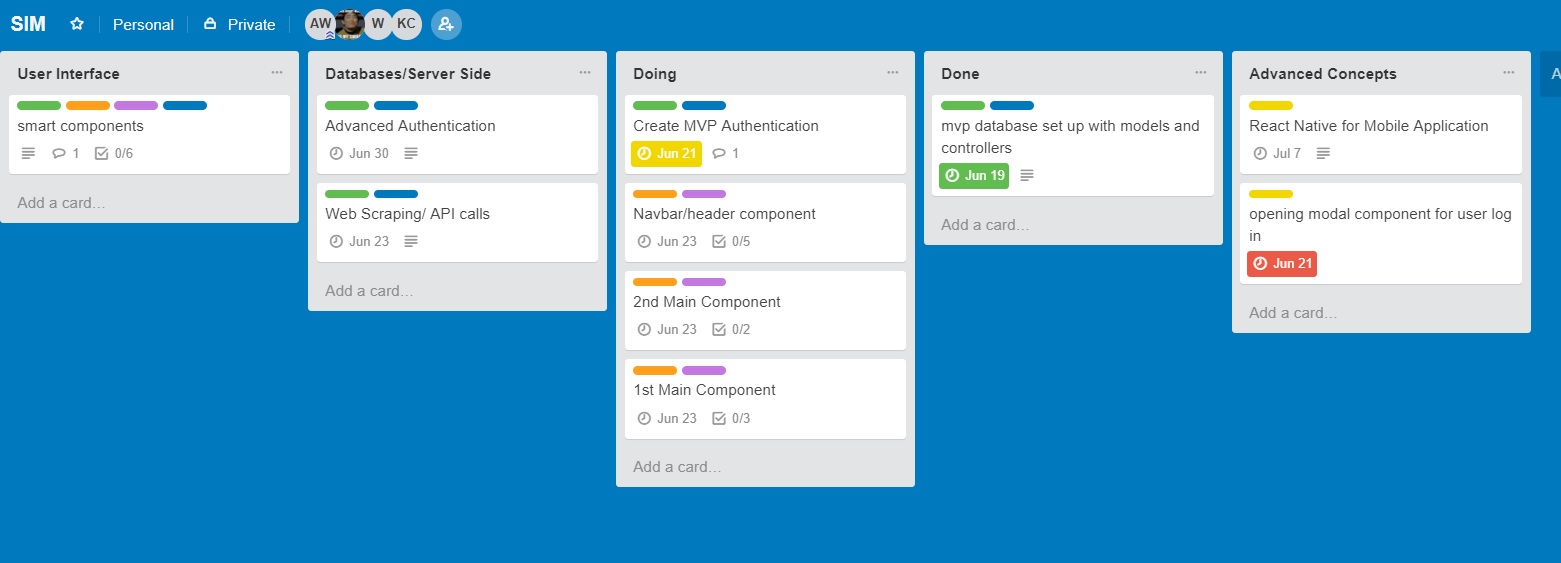 SIM Personal Private AW W KC
User Interface
smart components
1 0/6
Add a card...
Databases/Server Side
Advanced Authentication
Jun 30
Web Scraping/ API calls
Jun 23
Add a card...
Doing
Create MVP Authentication
Jun 21 1
Navbar/header component
Jun 23 0/5
2nd Main Component
Jun 23 0/2
1st Main Component
Jun 23 0/3
Add a card...
Done
mvp database set up with models and
controllers
Jun 19
Add a card...
Advanced Concepts
React Native for Mobile Application
Jul 7
opening modal component for user log
in
Jun 21
Add a card...
A